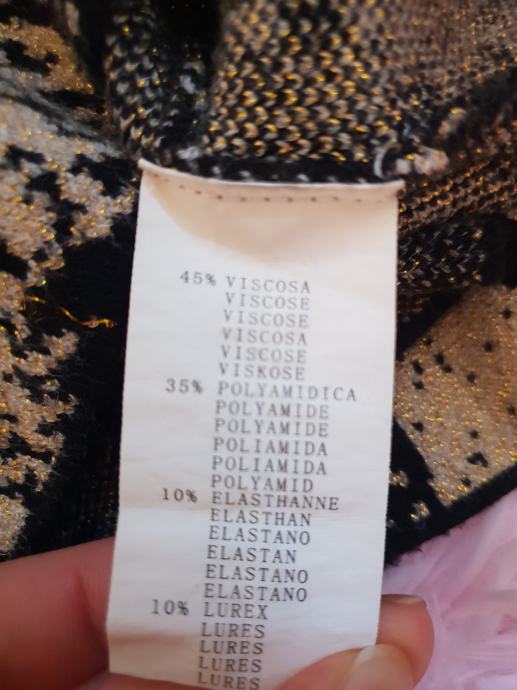 45% VISCOSA
VISCOSE
VISCOSE
VISCOSA
VISCOSE
VISKOSE
35% POLYAMIDICA
POLYAMIDE
POLYAMIDE
POLIAMIDA
POLIAMIDA
POLYAMID
10% ELASTHANNE
ELASTHAN
ELASTANO
ELASTAN
ELASTANO
ELASTANO
10% LUREX
LURES
LURES
LURES
LURES